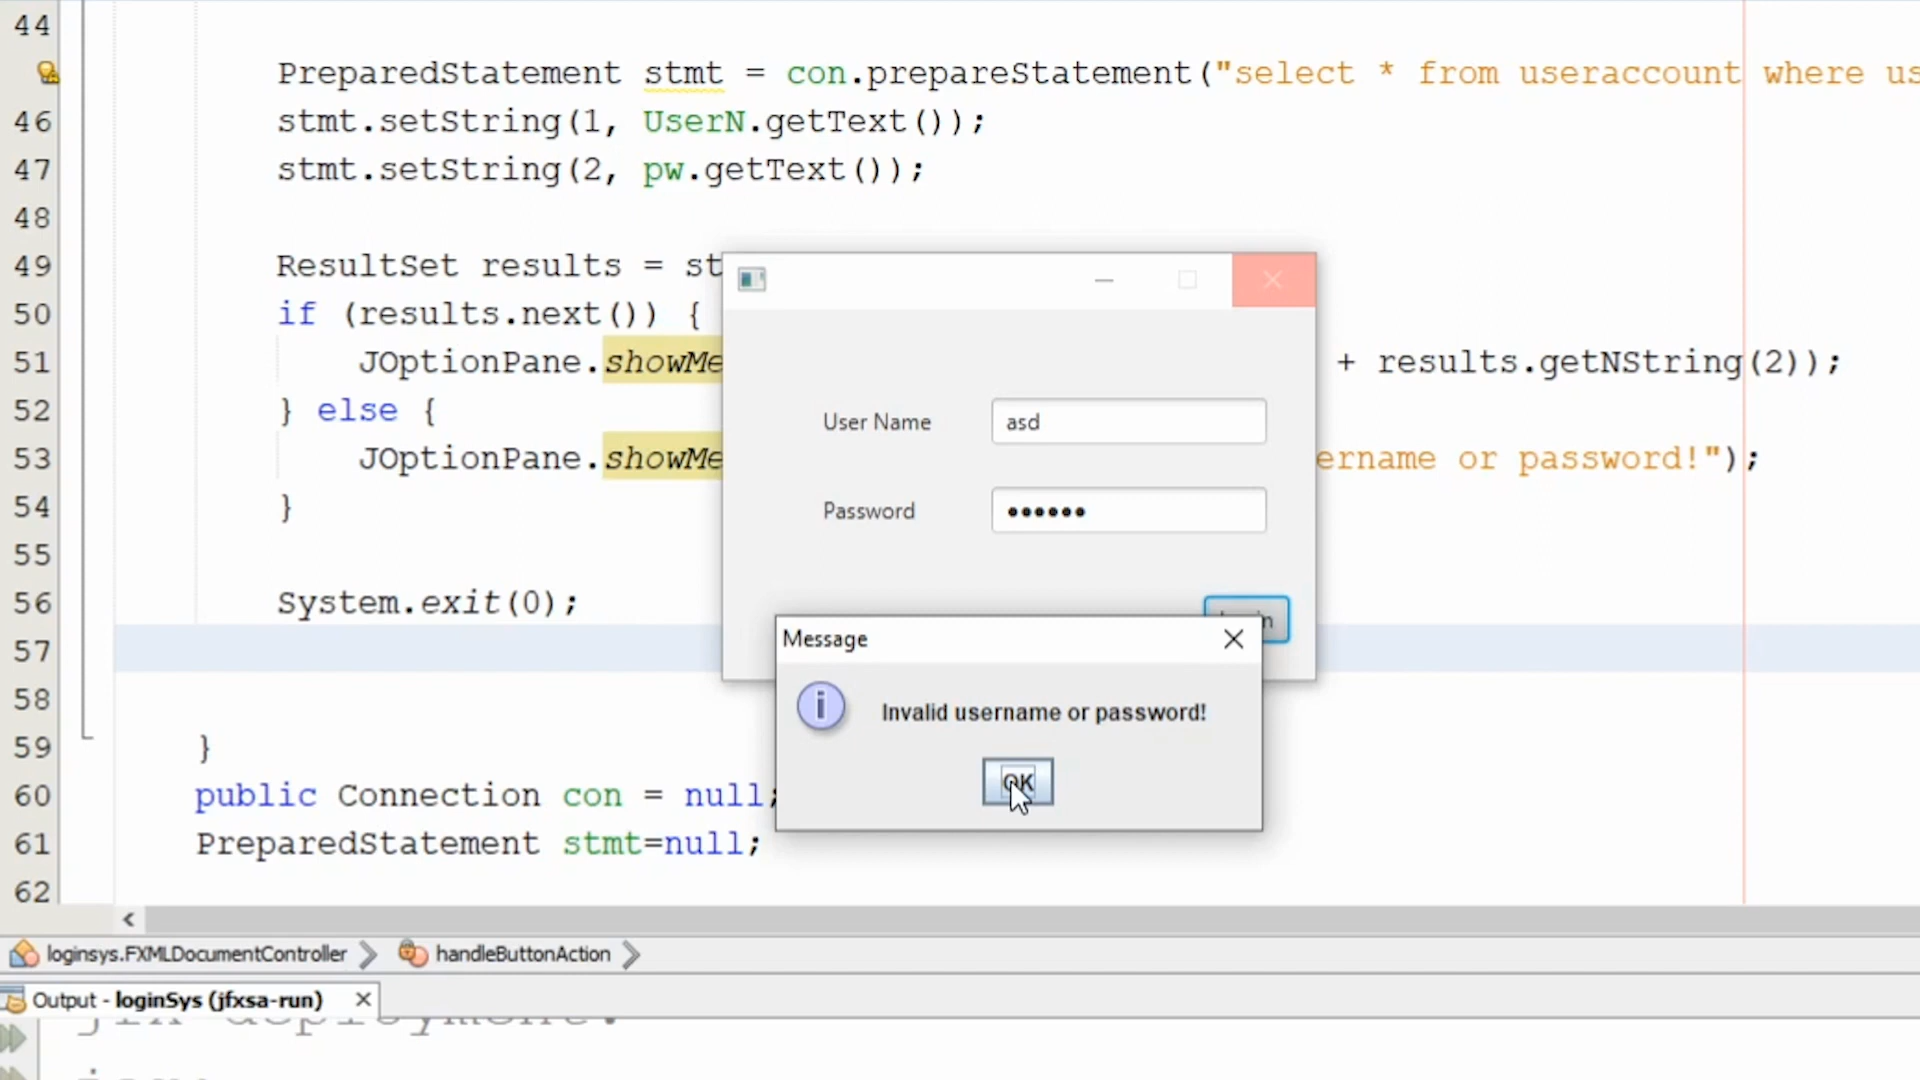 44
PreparedStatement stmt = con.prepareStatement("select * from useraccount where us
46 stmt.setString(1, UserN.getText());
47 stmt.setString(2, pw.getText());
48
49 ResultSet results = st
50 if (results.next()) {
51 JOptionPane.showMe + results.getNString(2));
52 } else {
53 JOptionPane.showMe ername or password!");
54 }
55
56 System.exit(0);
57
58
59 }
60 public Connection con = null;
61 PreparedStatement stmt=null;
62
User Name asd
Password ••••••
Message
Invalid username or password!
OK
loginsys.FXMLDocumentController handleButtonAction
Output - loginSys (jfxsa-run)